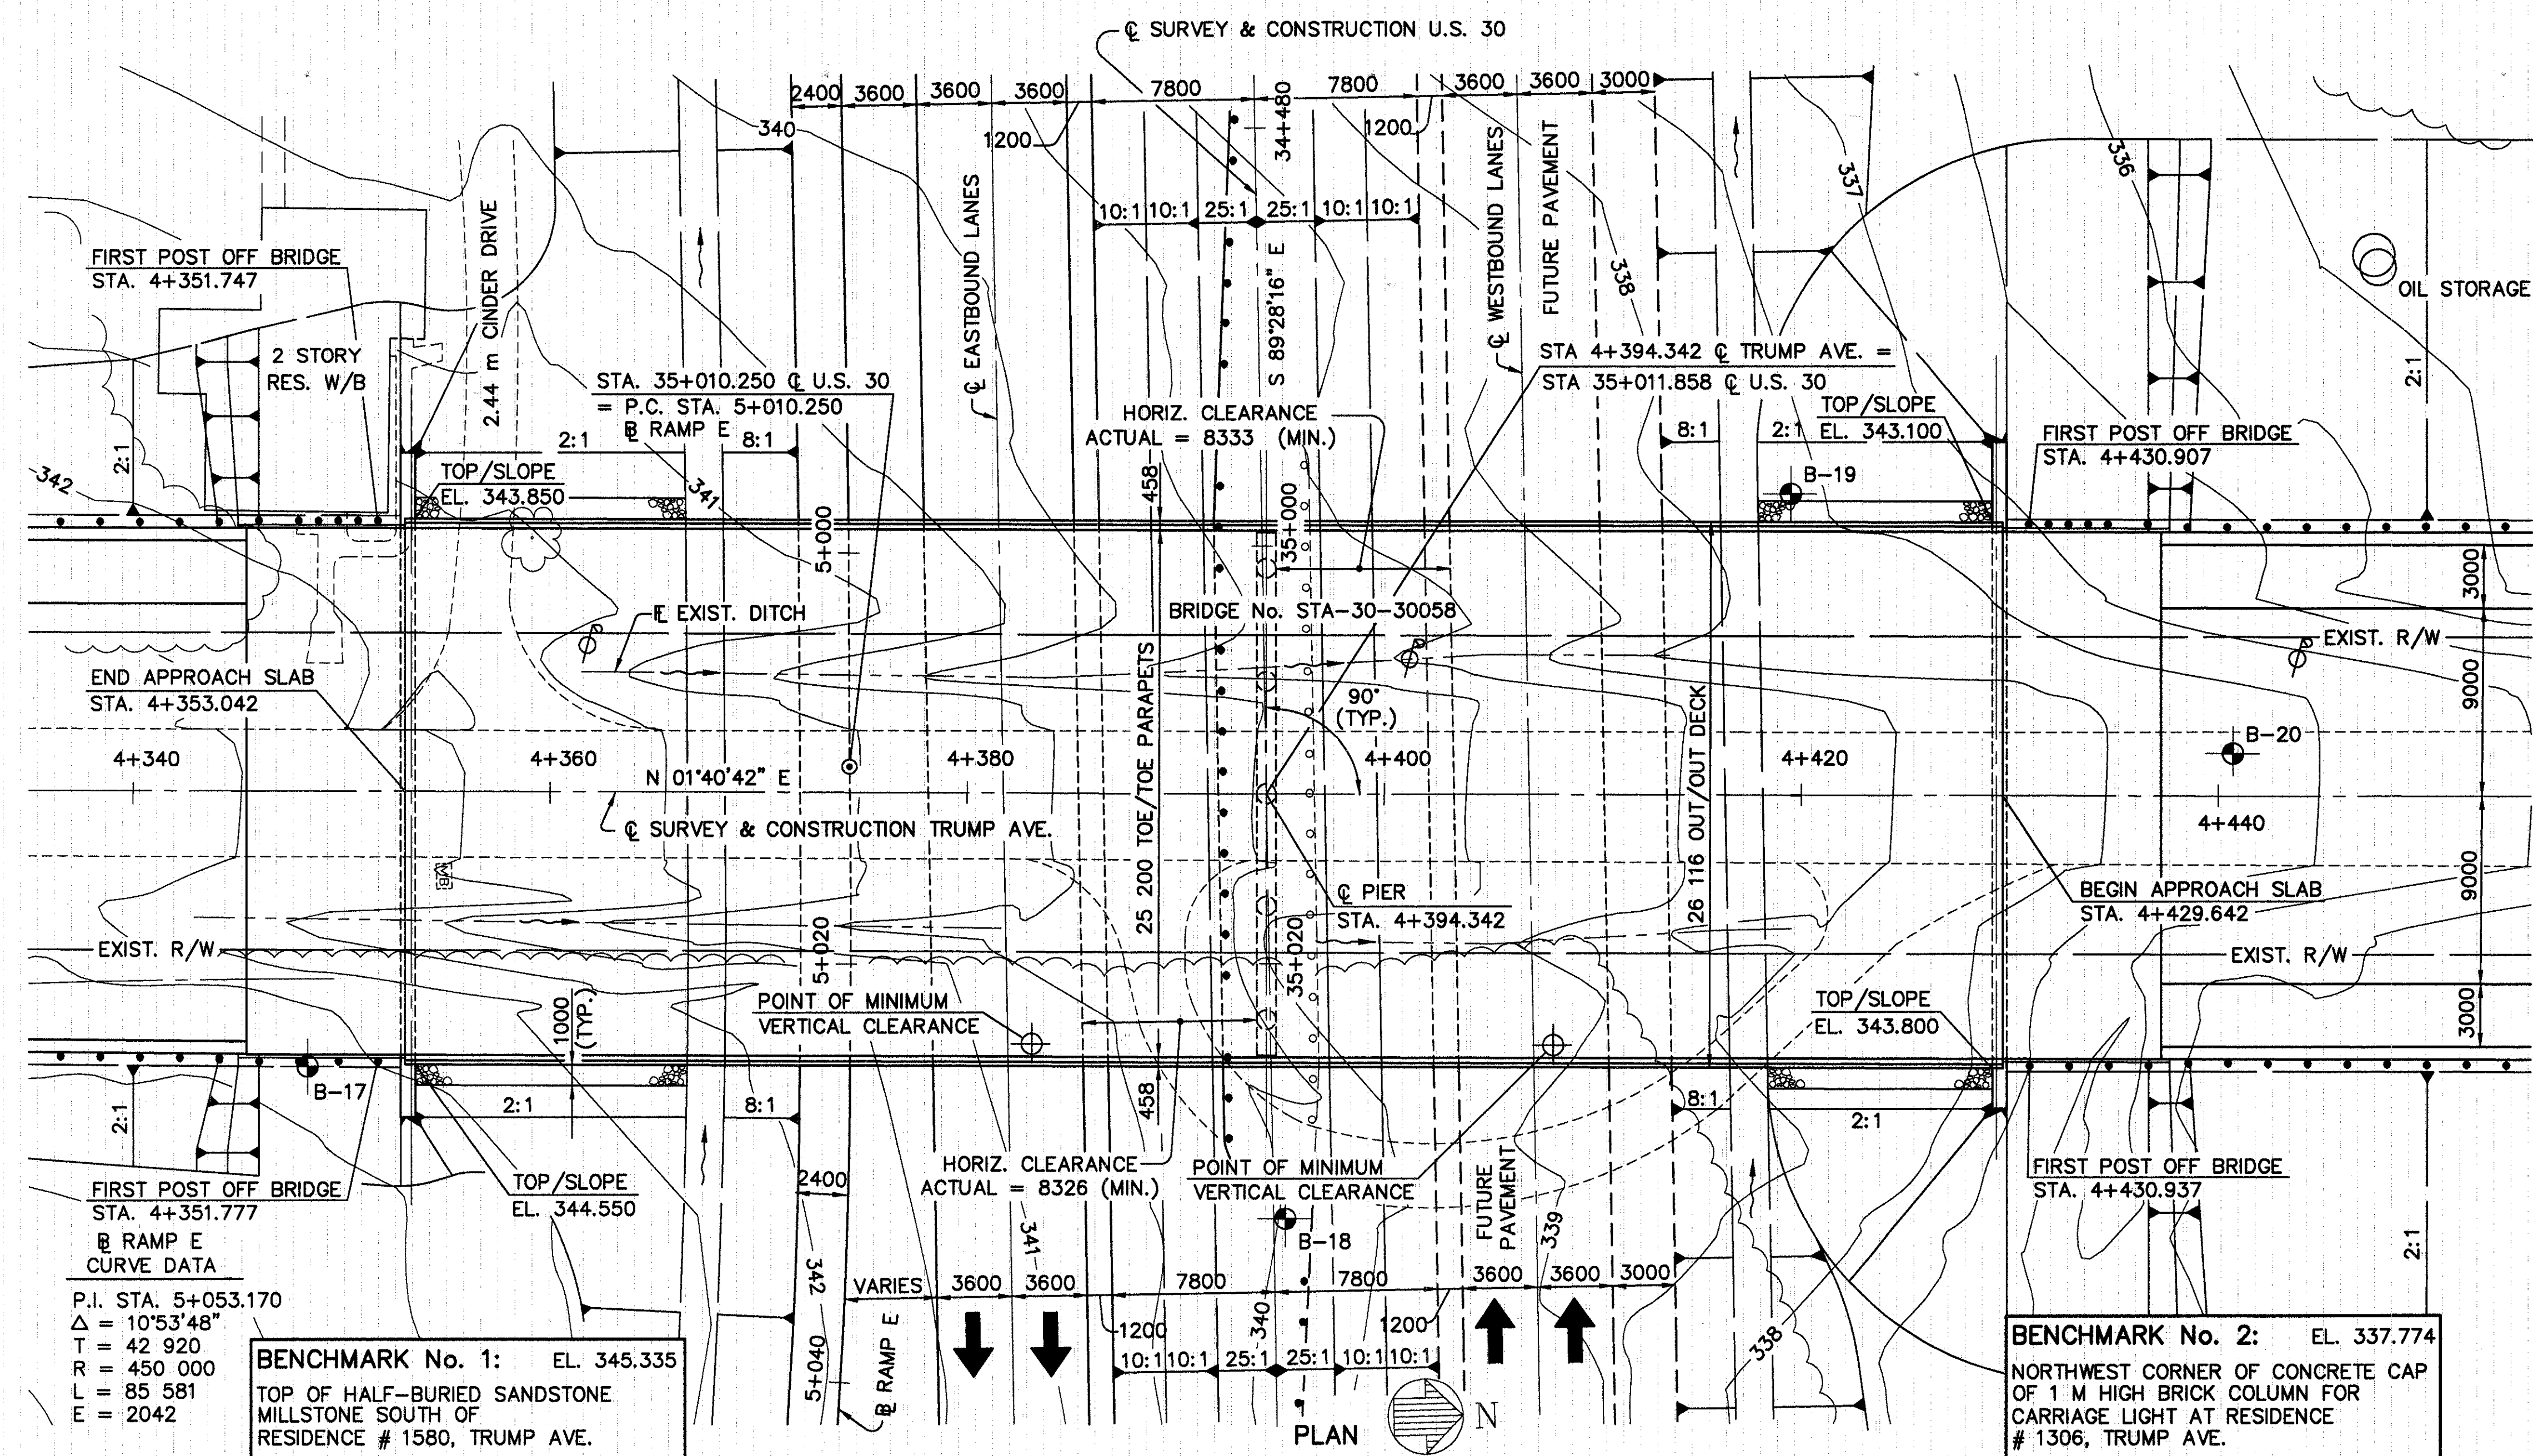 ℄ SURVEY & CONSTRUCTION U.S. 30
2400 3600 3600 3600 7800 7800 3600 3600 3000
1200 1200
340
34+480
337
336
338
℄ EASTBOUND LANES
S 89°28'16" E
℄ WESTBOUND LANES
FUTURE PAVEMENT
2.44 m CINDER DRIVE
10:1 10:1 25:1 25:1 10:1 10:1
FIRST POST OFF BRIDGE
STA. 4+351.747
2 STORY
RES. W/B
OIL STORAGE
STA. 35+010.250 ℄ U.S. 30
= P.C. STA. 5+010.250
B̲L RAMP E
STA 4+394.342 ℄ TRUMP AVE. =
STA 35+011.858 ℄ U.S. 30
HORIZ. CLEARANCE
ACTUAL = 8333 (MIN.)
TOP/SLOPE
EL. 343.100
FIRST POST OFF BRIDGE
STA. 4+430.907
2:1
2:1 8:1
8:1 2:1
2:1
342
341
TOP/SLOPE
EL. 343.850
458
B-19
5+000
35+000
3000
℄ EXIST. DITCH
BRIDGE No. STA-30-30058
EXIST. R/W
END APPROACH SLAB
STA. 4+353.042
25 200 TOE/TOE PARAPETS
90°
(TYP.)
26 116 OUT/OUT DECK
9000
B-20
4+340 4+360 4+380 4+400 4+420
N 01°40'42" E
4+440
℄ SURVEY & CONSTRUCTION TRUMP AVE.
MB
℄ PIER
STA. 4+394.342
BEGIN APPROACH SLAB
STA. 4+429.642
9000
EXIST. R/W
5+020
35+020
EXIST. R/W
1000
(TYP.)
POINT OF MINIMUM
VERTICAL CLEARANCE
TOP/SLOPE
EL. 343.800
3000
B-17
2:1
2:1 8:1
458
8:1
2:1
2:1
FIRST POST OFF BRIDGE
STA. 4+351.777
TOP/SLOPE
EL. 344.550
2400
HORIZ. CLEARANCE
ACTUAL = 8326 (MIN.)
POINT OF MINIMUM
VERTICAL CLEARANCE
FUTURE
PAVEMENT
FIRST POST OFF BRIDGE
STA. 4+430.937
341
B-18
339
342
VARIES 3600 3600 7800 7800 3600 3600 3000
1200 1200
340
338
10:1 10:1 25:1 25:1 10:1 10:1
5+040
B̲L RAMP E
B̲L RAMP E
CURVE DATA
P.I. STA. 5+053.170
Δ = 10°53'48"
T = 42 920
R = 450 000
L = 85 581
E = 2042
BENCHMARK No. 1: EL. 345.335
TOP OF HALF-BURIED SANDSTONE
MILLSTONE SOUTH OF
RESIDENCE # 1580, TRUMP AVE.
PLAN
N
BENCHMARK No. 2: EL. 337.774
NORTHWEST CORNER OF CONCRETE CAP
OF 1 M HIGH BRICK COLUMN FOR
CARRIAGE LIGHT AT RESIDENCE
# 1306, TRUMP AVE.